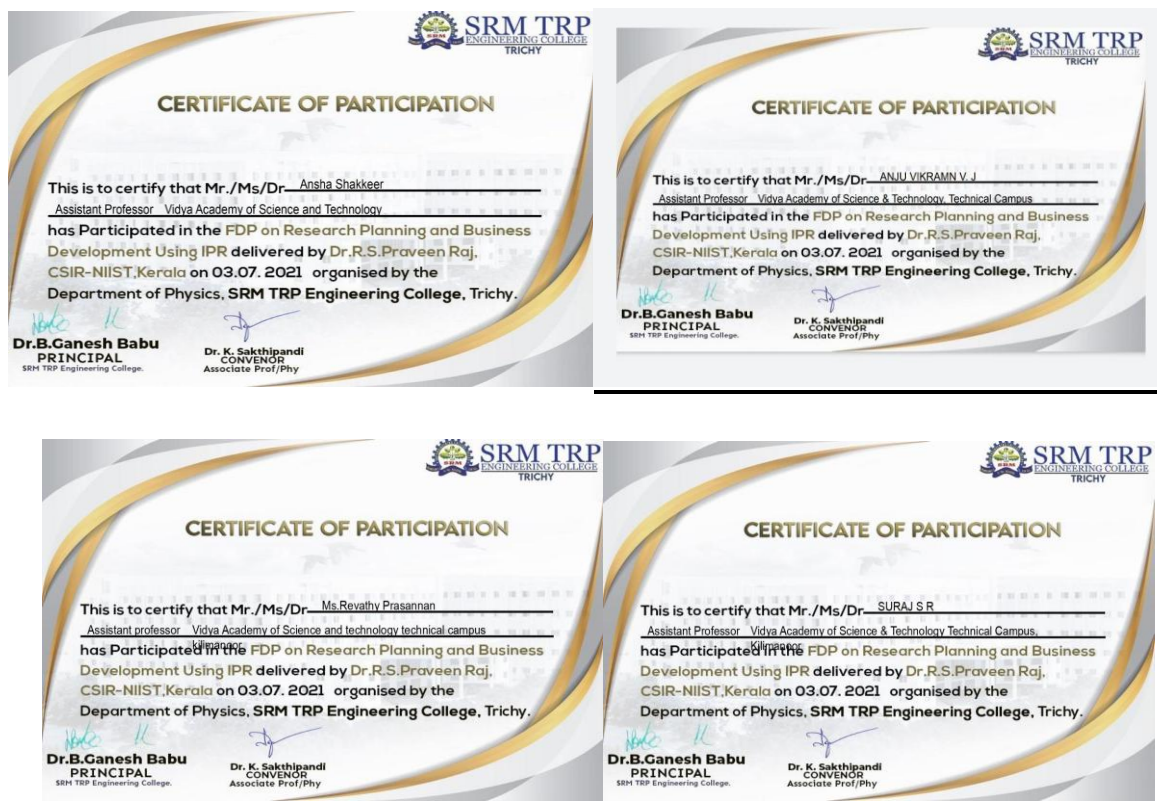 SRM TRP
ENGINEERING COLLEGE
TRICHY
CERTIFICATE OF PARTICIPATION
This is to certify that Mr./Ms/Dr Ansha Shakkeer
Assistant Professor Vidya Academy of Science and Technology
has Participated in the FDP on Research Planning and Business
Development Using IPR delivered by Dr.R.S.Praveen Raj,
CSIR-NIIST,Kerala on 03.07. 2021 organised by the
Department of Physics, SRM TRP Engineering College, Trichy.
Dr.B.Ganesh Babu
PRINCIPAL
SRM TRP Engineering College.
Dr. K. Sakthipandi
CONVENOR
Associate Prof/Phy
SRM TRP
ENGINEERING COLLEGE
TRICHY
CERTIFICATE OF PARTICIPATION
This is to certify that Mr./Ms/Dr ANJU VIKRAMN V. J
Assistant Professor Vidya Academy of Science & Technology, Technical Campus
has Participated in the FDP on Research Planning and Business
Development Using IPR delivered by Dr.R.S.Praveen Raj,
CSIR-NIIST,Kerala on 03.07. 2021 organised by the
Department of Physics, SRM TRP Engineering College, Trichy.
Dr.B.Ganesh Babu
PRINCIPAL
SRM TRP Engineering College.
Dr. K. Sakthipandi
CONVENOR
Associate Prof/Phy
SRM TRP
ENGINEERING COLLEGE
TRICHY
CERTIFICATE OF PARTICIPATION
This is to certify that Mr./Ms/Dr Ms.Revathy Prasannan
Assistant professor Vidya Academy of Science and technology technical campus
kilimanoor
has Participated in the FDP on Research Planning and Business
Development Using IPR delivered by Dr.R.S.Praveen Raj,
CSIR-NIIST,Kerala on 03.07. 2021 organised by the
Department of Physics, SRM TRP Engineering College, Trichy.
Dr.B.Ganesh Babu
PRINCIPAL
SRM TRP Engineering College.
Dr. K. Sakthipandi
CONVENOR
Associate Prof/Phy
SRM TRP
ENGINEERING COLLEGE
TRICHY
CERTIFICATE OF PARTICIPATION
This is to certify that Mr./Ms/Dr SURAJ S R
Assistant Professor Vidya Academy of Science & Technology Technical Campus,
Kilimanoor
has Participated in the FDP on Research Planning and Business
Development Using IPR delivered by Dr.R.S.Praveen Raj,
CSIR-NIIST,Kerala on 03.07. 2021 organised by the
Department of Physics, SRM TRP Engineering College, Trichy.
Dr.B.Ganesh Babu
PRINCIPAL
SRM TRP Engineering College.
Dr. K. Sakthipandi
CONVENOR
Associate Prof/Phy